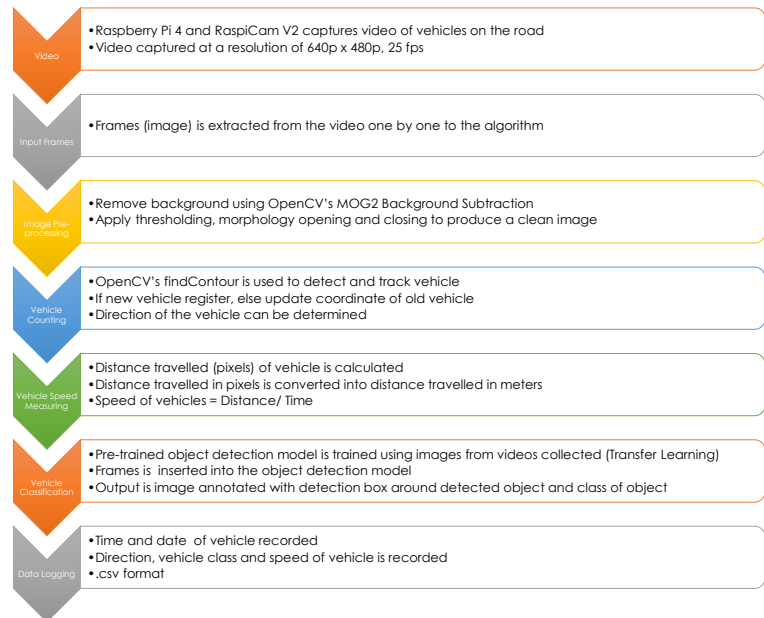 Video
•Raspberry Pi 4 and RaspiCam V2 captures video of vehicles on the road
•Video captured at a resolution of 640p x 480p, 25 fps
Input Frames
•Frames (image) is extracted from the video one by one to the algorithm
Image Pre-
processing
•Remove background using OpenCV's MOG2 Background Subtraction
•Apply thresholding, morphology opening and closing to produce a clean image
Vehicle
Counting
•OpenCV's findContour is used to detect and track vehicle
•If new vehicle register, else update coordinate of old vehicle
•Direction of the vehicle can be determined
Vehicle Speed
Measuring
•Distance travelled (pixels) of vehicle is calculated
•Distance travelled in pixels is converted into distance travelled in meters
•Speed of vehicles = Distance/ Time
Vehicle
Classification
•Pre-trained object detection model is trained using images from videos collected (Transfer Learning)
•Frames is inserted into the object detection model
•Output is image annotated with detection box around detected object and class of object
Data Logging
•Time and date of vehicle recorded
•Direction, vehicle class and speed of vehicle is recorded
•.csv format